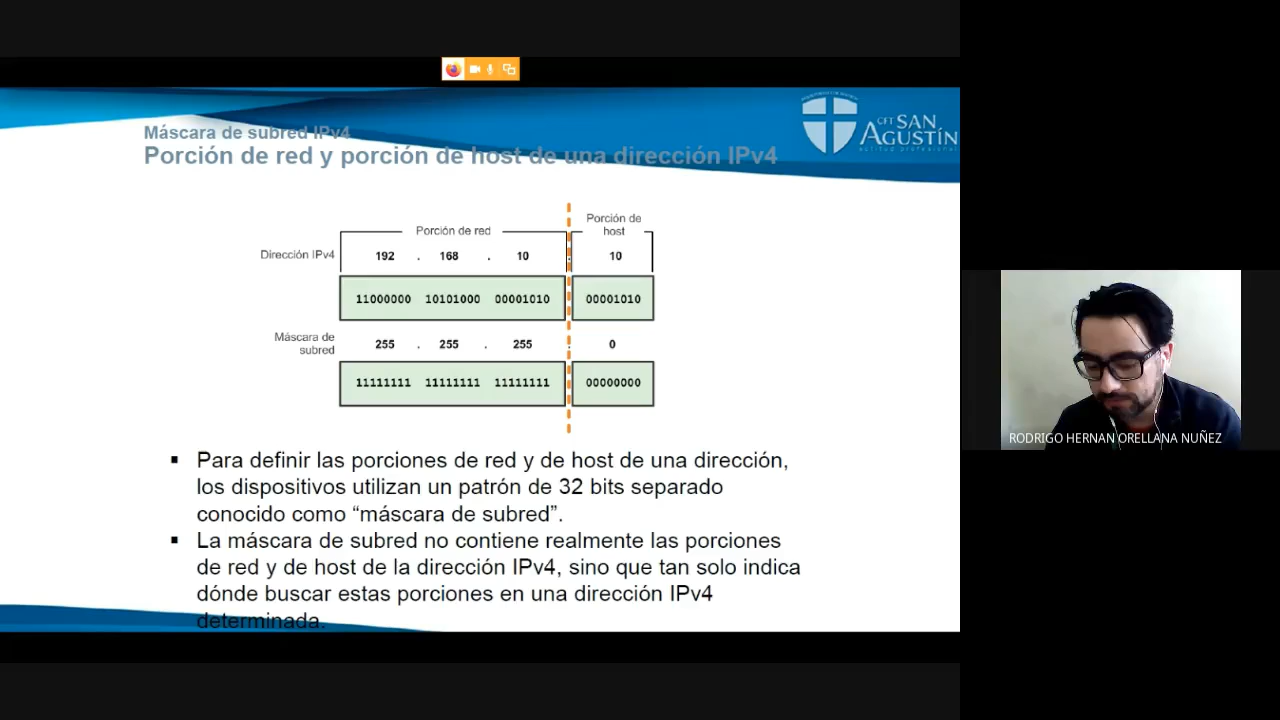 Máscara de subred IPv4
Porción de red y porción de host de una dirección IPv4
CFT SAN
AGUSTÍN
actitud profesional
Porción de red
Porción de
host
Dirección IPv4
192 . 168 . 10 . 10
11000000 10101000 00001010 00001010
Máscara de
subred
255 . 255 . 255 . 0
11111111 11111111 11111111 00000000
▪ Para definir las porciones de red y de host de una dirección,
los dispositivos utilizan un patrón de 32 bits separado
conocido como “máscara de subred”.
▪ La máscara de subred no contiene realmente las porciones
de red y de host de la dirección IPv4, sino que tan solo indica
dónde buscar estas porciones en una dirección IPv4
determinada.
RODRIGO HERNAN ORELLANA NUÑEZ